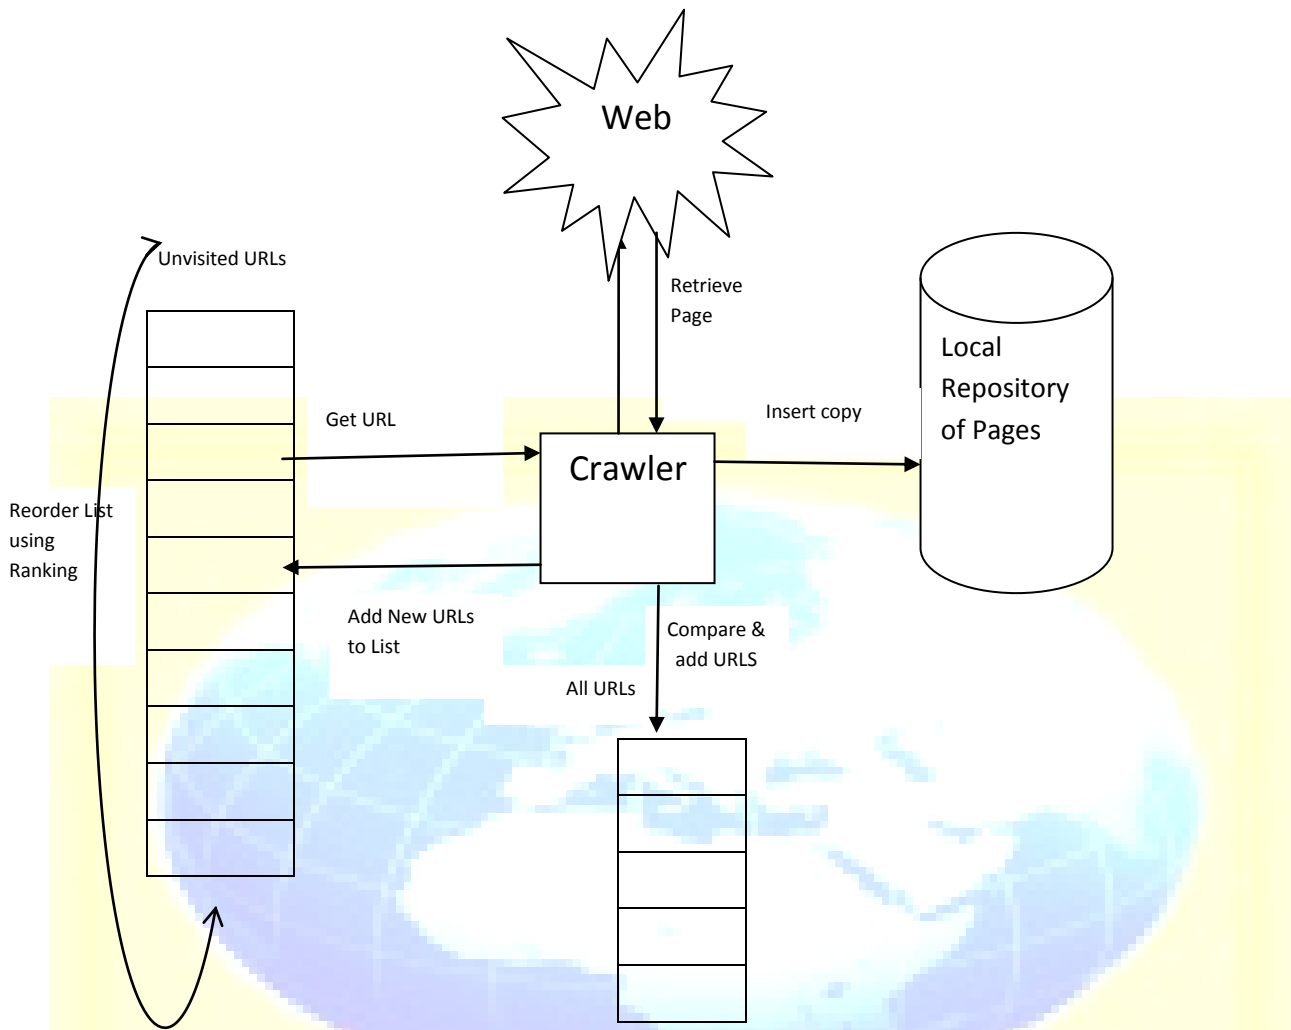 Web
Unvisited URLs
Retrieve
Page
Local
Repository
of Pages
Get URL
Insert copy
Crawler
Reorder List
using
Ranking
Add New URLs
to List
Compare &
add URLS
All URLs